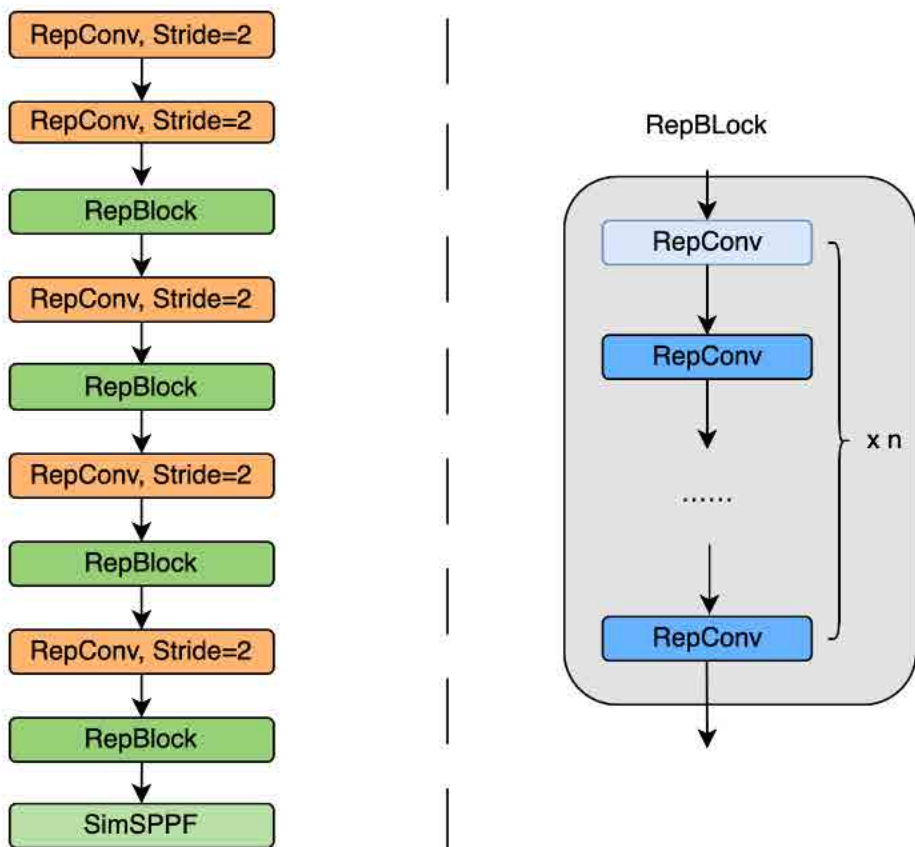 RepConv, Stride=2
RepConv, Stride=2
RepBlock
RepConv, Stride=2
RepBlock
RepConv, Stride=2
RepBlock
RepConv, Stride=2
RepBlock
SimSPPF
RepBLock
RepConv
RepConv
......
RepConv
x n